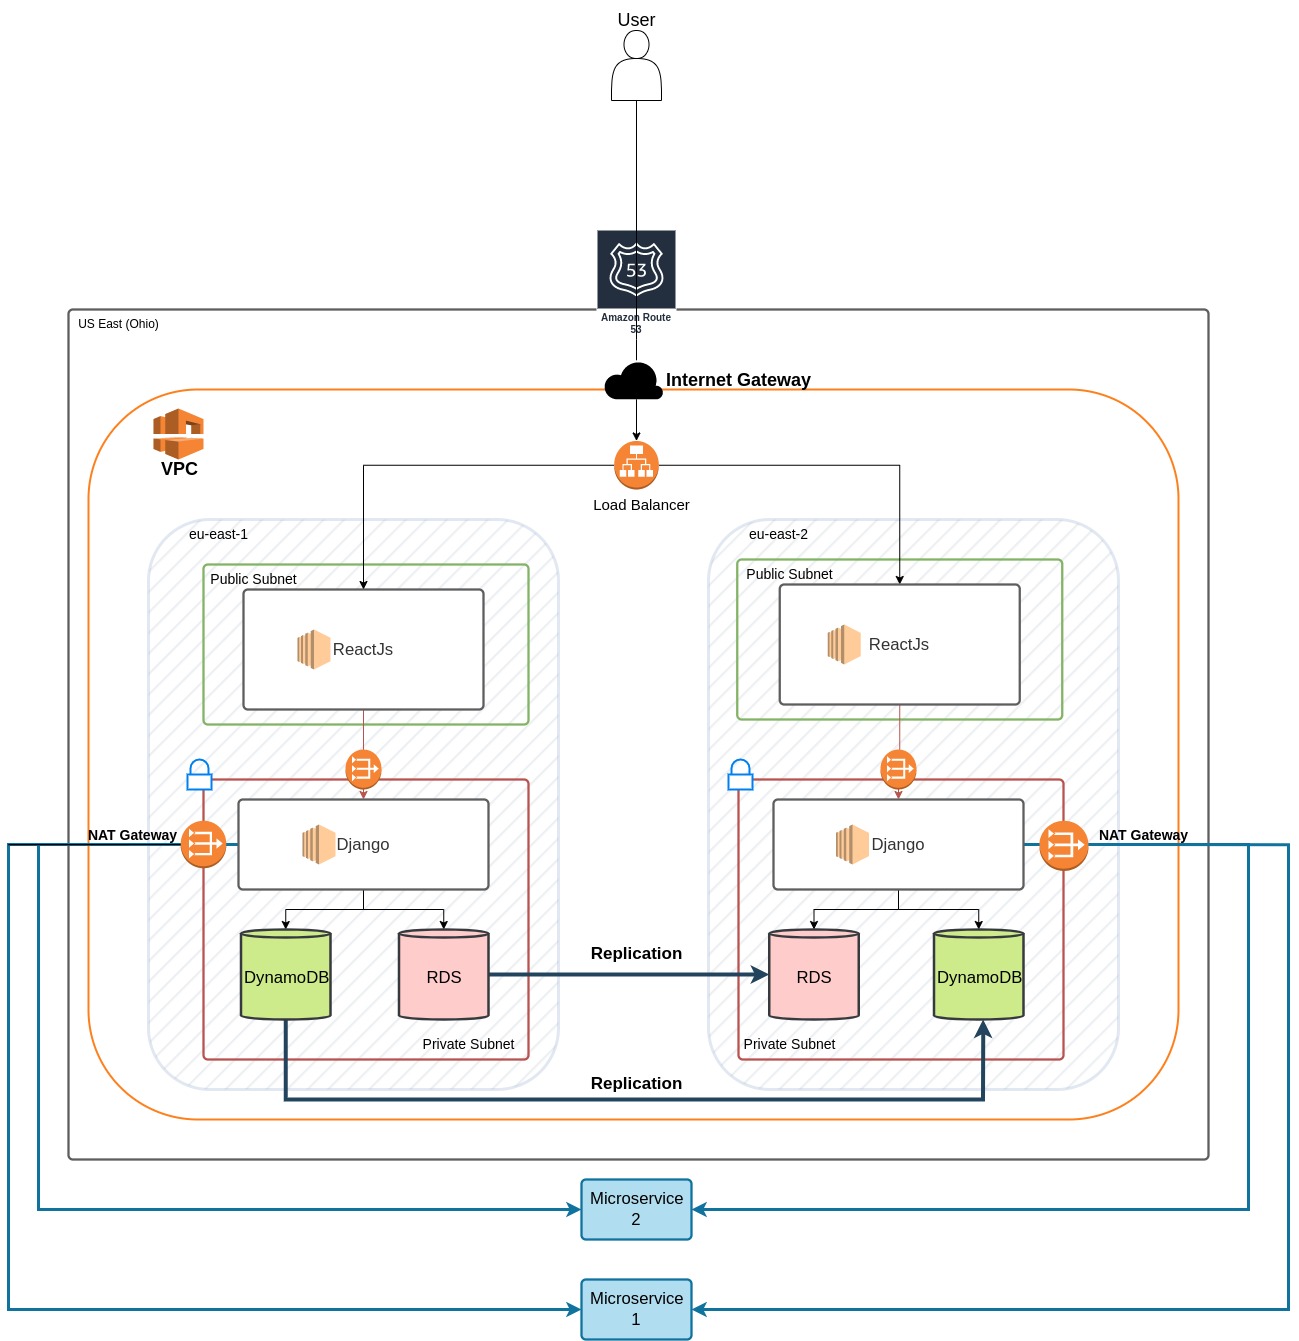 User
53
Amazon Route
53
US East (Ohio)
Internet Gateway
VPC
Load Balancer
eu-east-1
eu-east-2
Public Subnet
Public Subnet
ReactJs
ReactJs
NAT Gateway
NAT Gateway
Django
Django
DynamoDB
RDS
Replication
RDS
DynamoDB
Private Subnet
Private Subnet
Replication
Microservice
2
Microservice
1